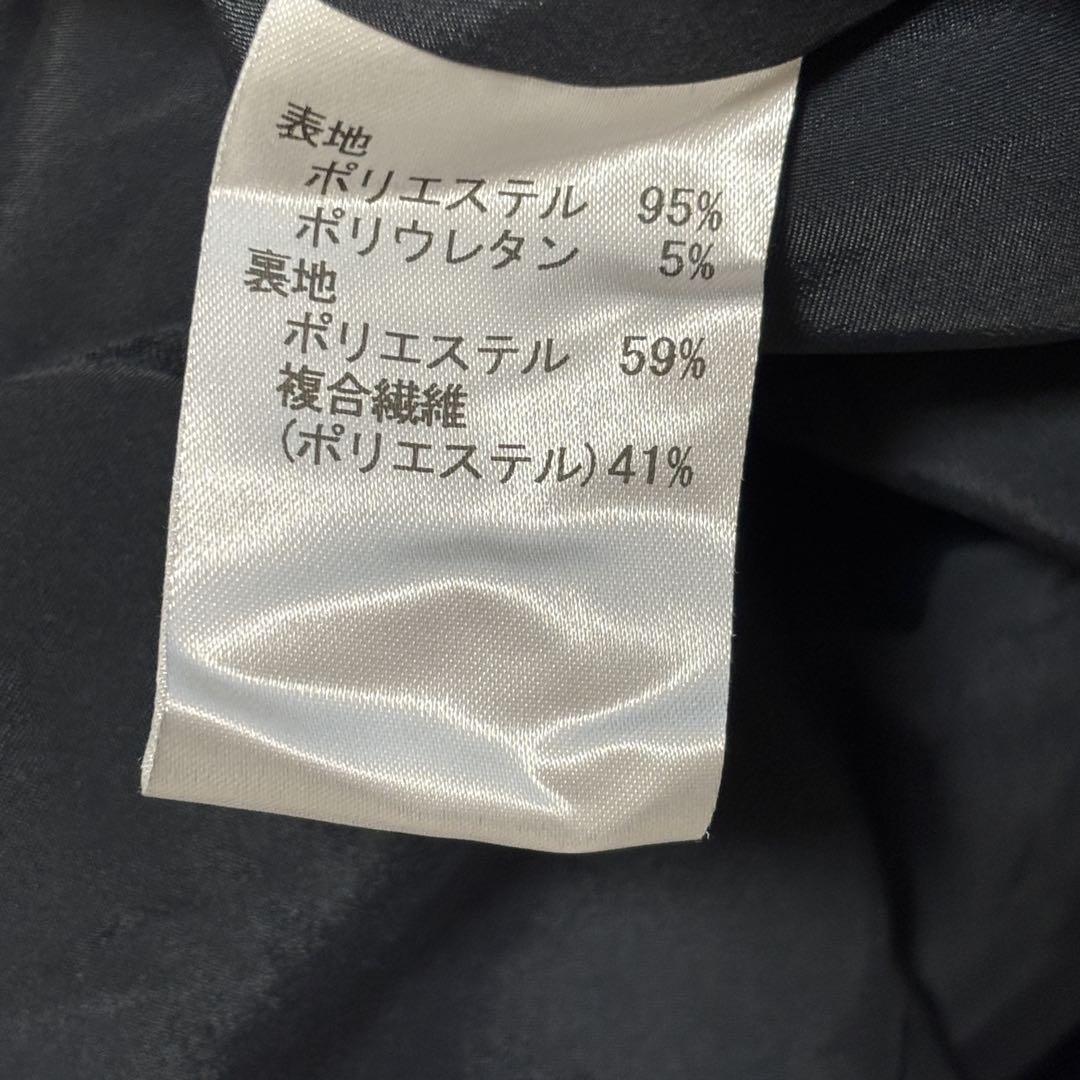 表地
ポリエステル 95%
ポリウレタン 5%
裏地
ポリエステル 59%
複合繊維
(ポリエステル)41%